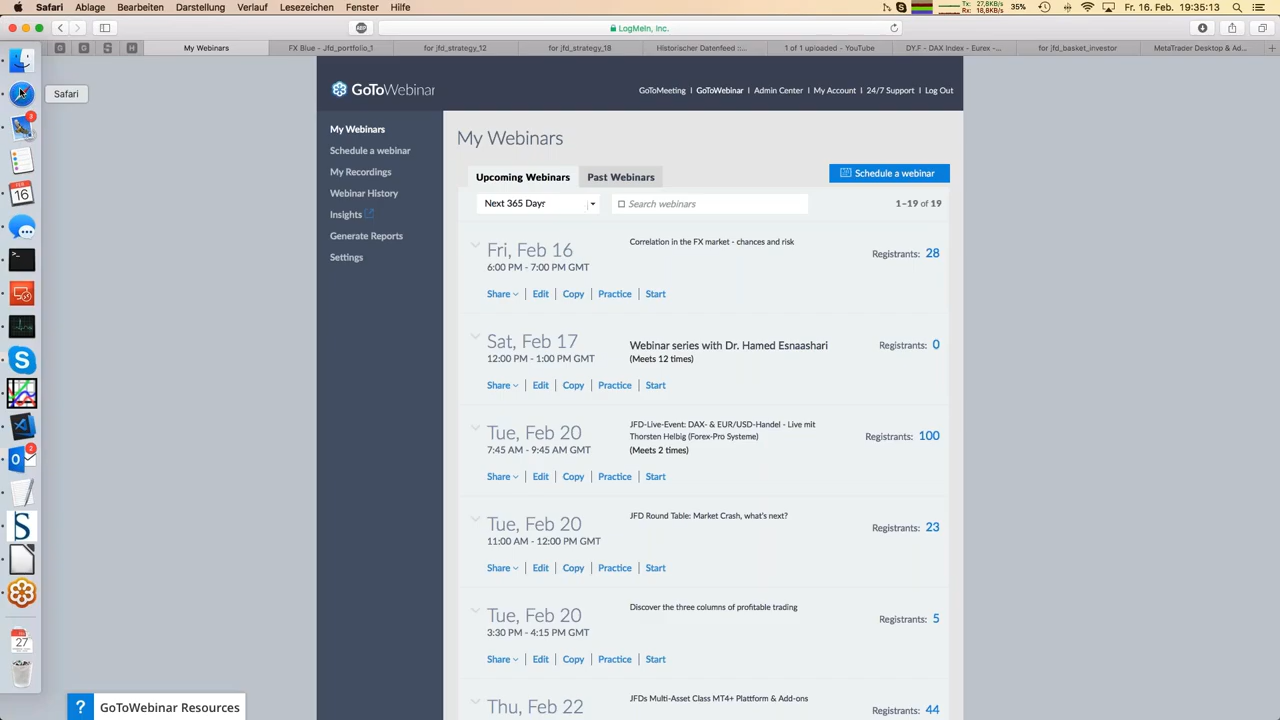 Safari Ablage Bearbeiten Darstellung Verlauf Lesezeichen Fenster Hilfe
Tx: 27,8KB/s
Rx: 18,8KB/s
35%
Fr. 16. Feb. 19:35:13
LogMeIn, Inc.
My Webinars
FX Blue - Jfd_portfolio_1
for jfd_strategy_12
for jfd_strategy_18
Historischer Datenfeed ::..
1 of 1 uploaded - YouTube
DY.F - DAX Index - Eurex -...
for jfd_basket_investor
MetaTrader Desktop & Ad...
Safari
GoToWebinar
GoToMeeting | GoToWebinar | Admin Center | My Account | 24/7 Support | Log Out
My Webinars
Schedule a webinar
My Recordings
Webinar History
Insights
Generate Reports
Settings
My Webinars
Upcoming Webinars
Past Webinars
Schedule a webinar
Next 365 Days
Search webinars
1–19 of 19
Fri, Feb 16
6:00 PM - 7:00 PM GMT
Correlation in the FX market - chances and risk
Registrants: 28
Share | Edit | Copy | Practice | Start
Sat, Feb 17
12:00 PM - 1:00 PM GMT
Webinar series with Dr. Hamed Esnaashari
(Meets 12 times)
Registrants: 0
Share | Edit | Copy | Practice | Start
Tue, Feb 20
7:45 AM - 9:45 AM GMT
JFD-Live-Event: DAX- & EUR/USD-Handel - Live mit
Thorsten Helbig (Forex-Pro Systeme)
(Meets 2 times)
Registrants: 100
Share | Edit | Copy | Practice | Start
Tue, Feb 20
11:00 AM - 12:00 PM GMT
JFD Round Table: Market Crash, what's next?
Registrants: 23
Share | Edit | Copy | Practice | Start
Tue, Feb 20
3:30 PM - 4:15 PM GMT
Discover the three columns of profitable trading
Registrants: 5
Share | Edit | Copy | Practice | Start
Thu, Feb 22
JFDs Multi-Asset Class MT4+ Plattform & Add-ons
Registrants: 44
? GoToWebinar Resources